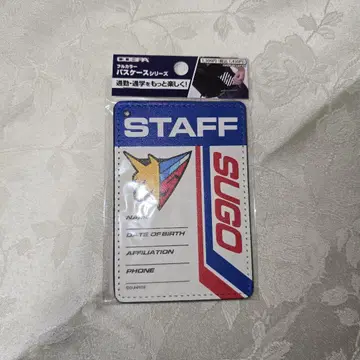 COSPA
フルカラー
パスケースシリーズ
通勤・通学をもっと楽しく!
STAFF
SUGO
NAME
DATE OF BIRTH
AFFILIATION
PHONE
©SUNRISE